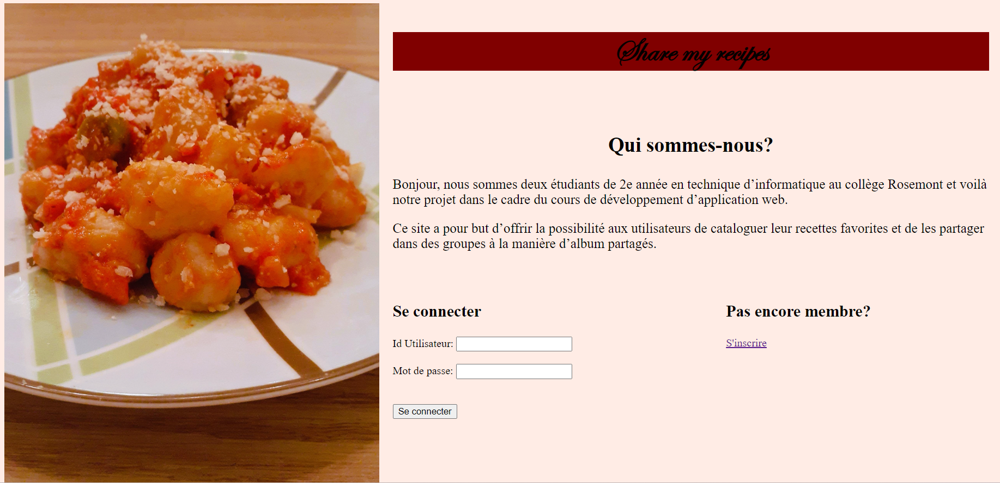 Share my recipes
Qui sommes-nous?
Bonjour, nous sommes deux étudiants de 2e année en technique d’informatique au collège Rosemont et voilà
notre projet dans le cadre du cours de développement d’application web.
Ce site a pour but d’offrir la possibilité aux utilisateurs de cataloguer leur recettes favorites et de les partager
dans des groupes à la manière d’album partagés.
Se connecter
Id Utilisateur:
Mot de passe:
Se connecter
Pas encore membre?
S'inscrire